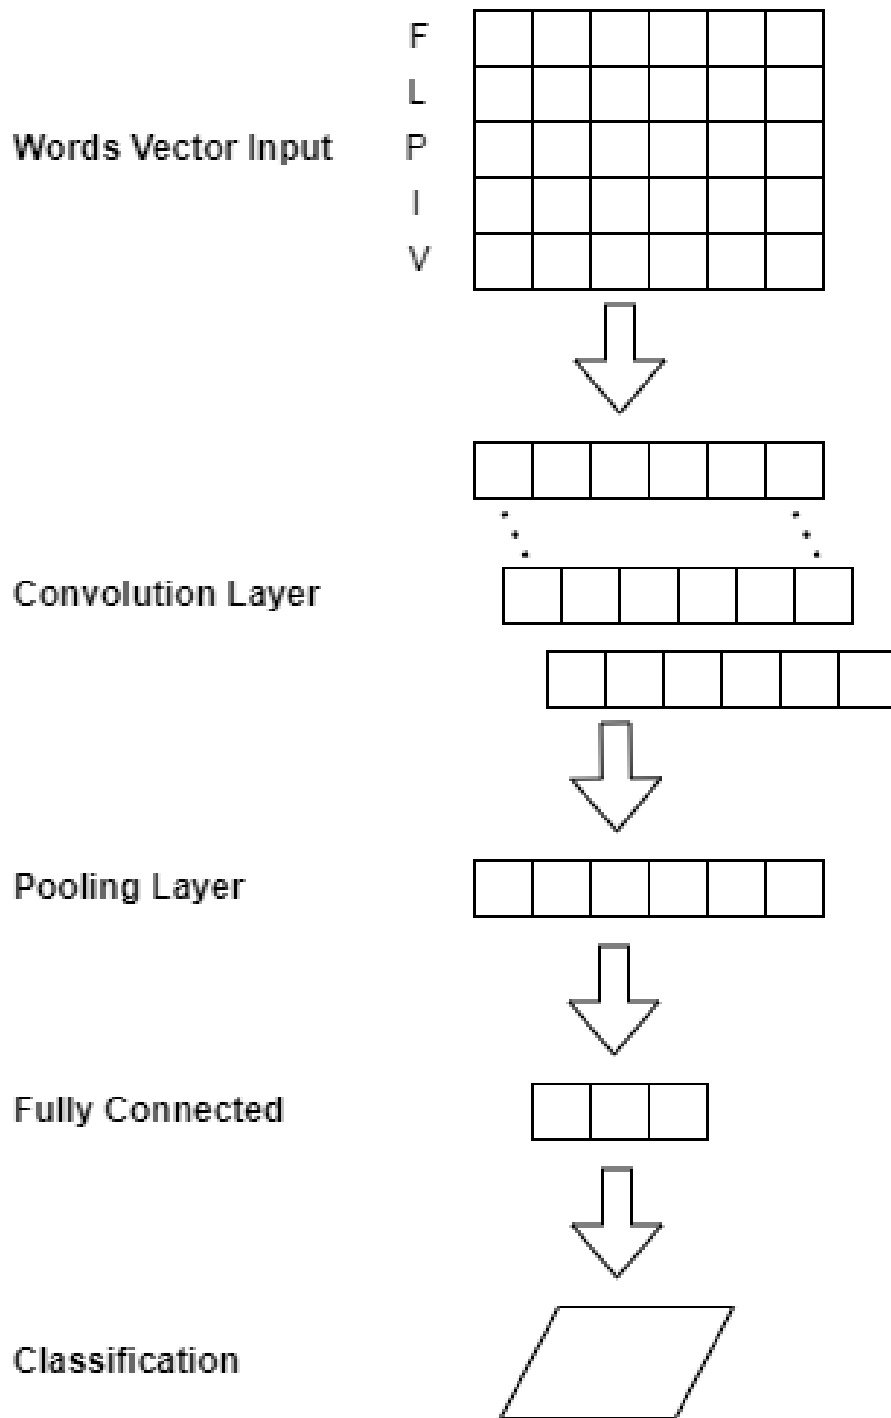 F
L
Words Vector Input
P
I
V
Convolution Layer
Pooling Layer
Fully Connected
Classification